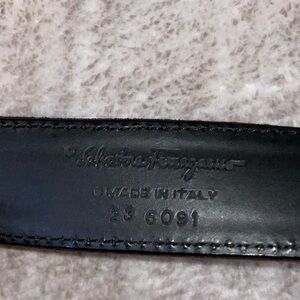 Salvatore Ferragamo
MADE IN ITALY
23 6091